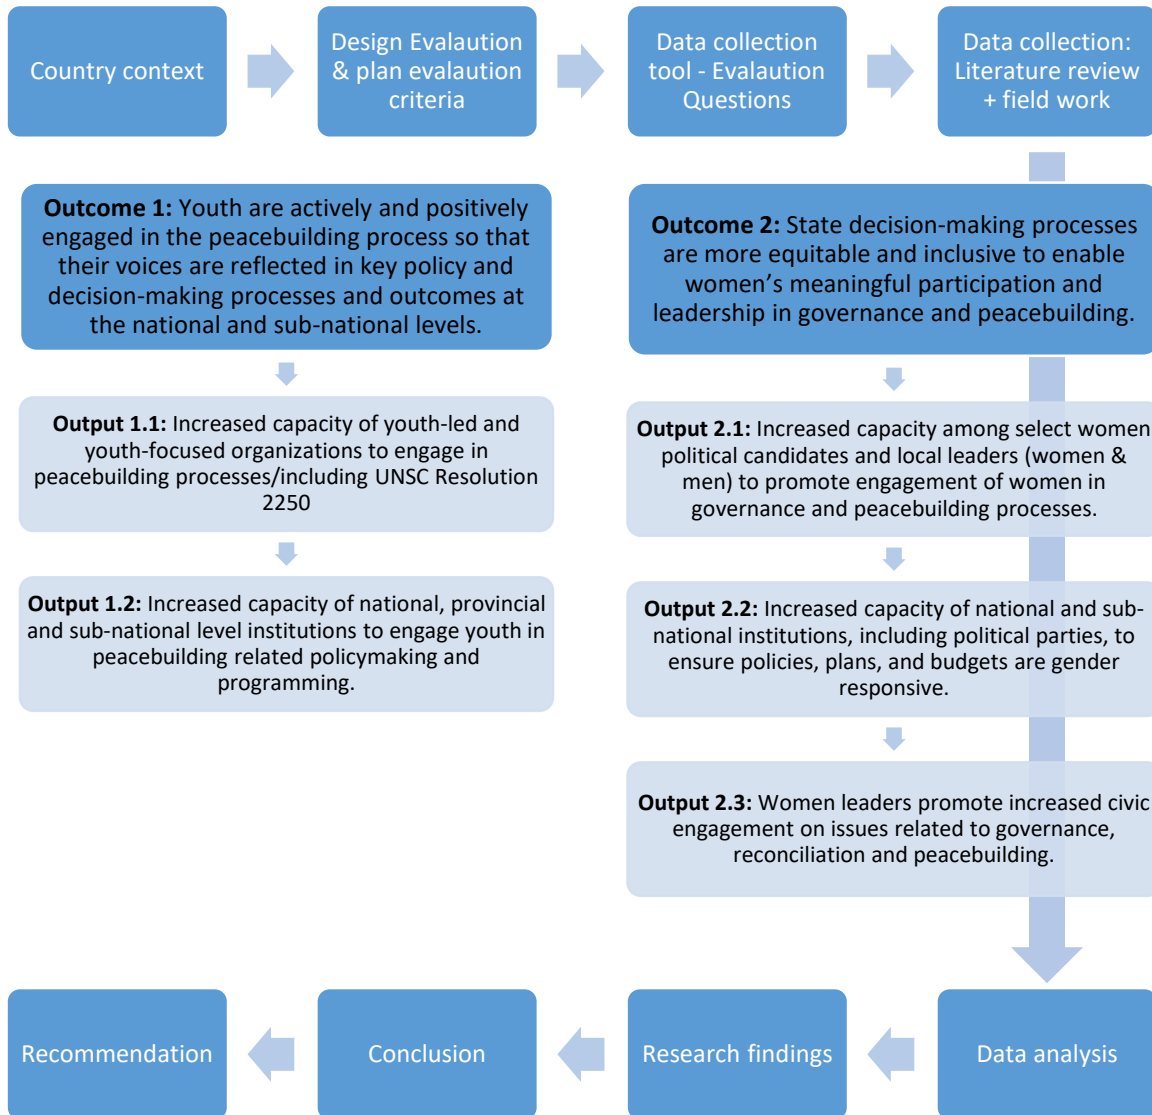 Country context
Design Evalaution
& plan evalaution
criteria
Data collection
tool - Evalaution
Questions
Data collection:
Literature review
+ field work
Outcome 1: Youth are actively and positively
engaged in the peacebuilding process so that
their voices are reflected in key policy and
decision-making processes and outcomes at
the national and sub-national levels.
Output 1.1: Increased capacity of youth-led and
youth-focused organizations to engage in
peacebuilding processes/including UNSC Resolution
2250
Output 1.2: Increased capacity of national, provincial
and sub-national level institutions to engage youth in
peacebuilding related policymaking and
programming.
Outcome 2: State decision-making processes
are more equitable and inclusive to enable
women’s meaningful participation and
leadership in governance and peacebuilding.
Output 2.1: Increased capacity among select women
political candidates and local leaders (women &
men) to promote engagement of women in
governance and peacebuilding processes.
Output 2.2: Increased capacity of national and sub-
national institutions, including political parties, to
ensure policies, plans, and budgets are gender
responsive.
Output 2.3: Women leaders promote increased civic
engagement on issues related to governance,
reconciliation and peacebuilding.
Recommendation
Conclusion
Research findings
Data analysis